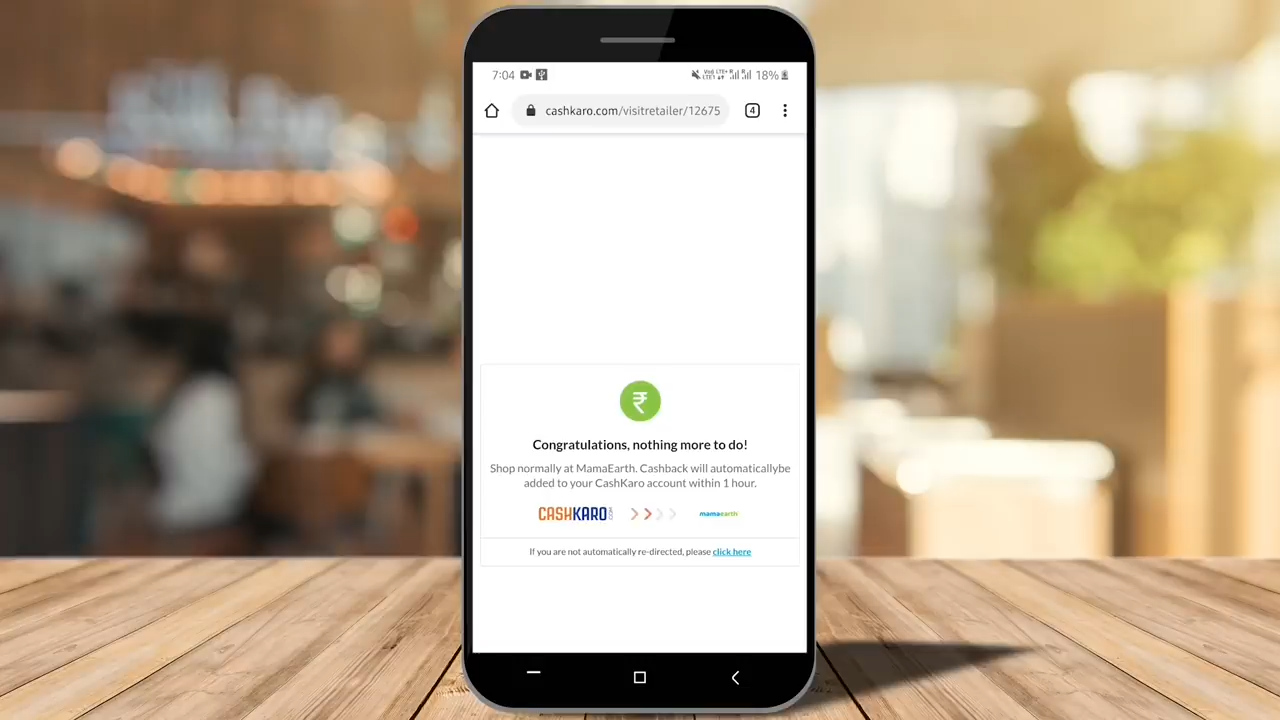 7:04 18%
cashkaro.com/visitretailer/12675 4
₹
Congratulations, nothing more to do!
Shop normally at MamaEarth. Cashback will automaticallybe
added to your CashKaro account within 1 hour.
CASHKARO.COM mamaearth
If you are not automatically re-directed, please click here